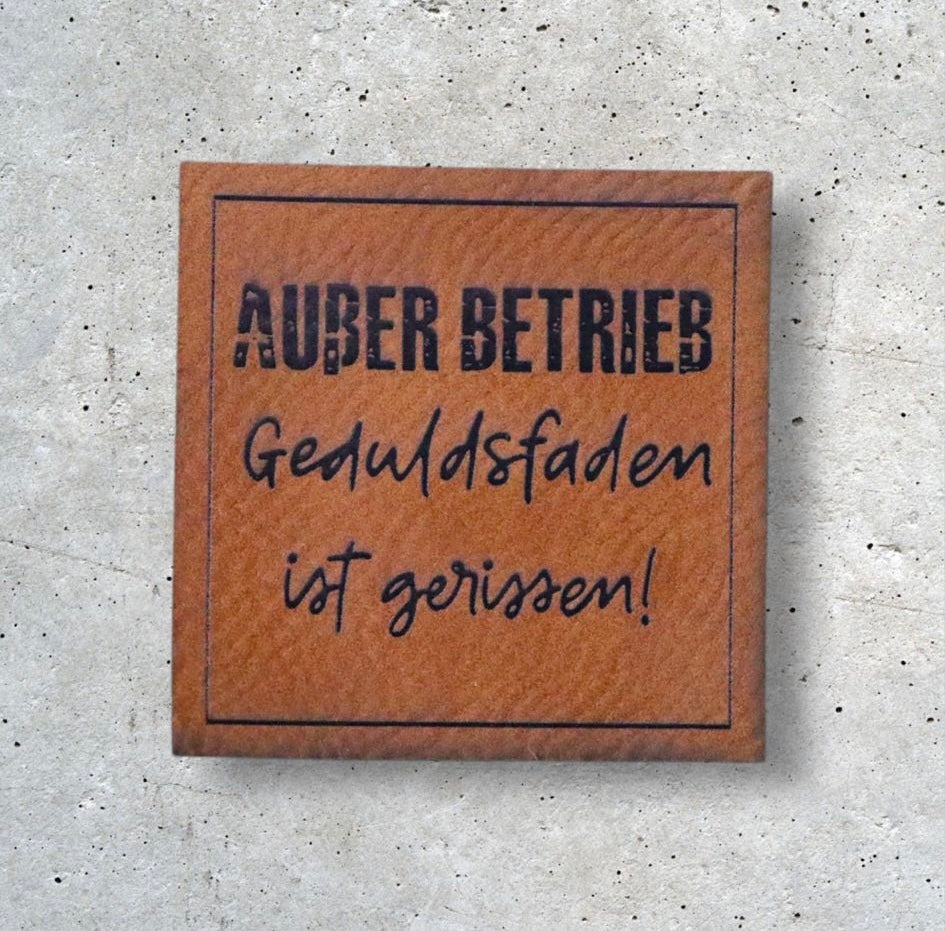 AUßER BETRIEB
Geduldsfaden
ist gerissen!